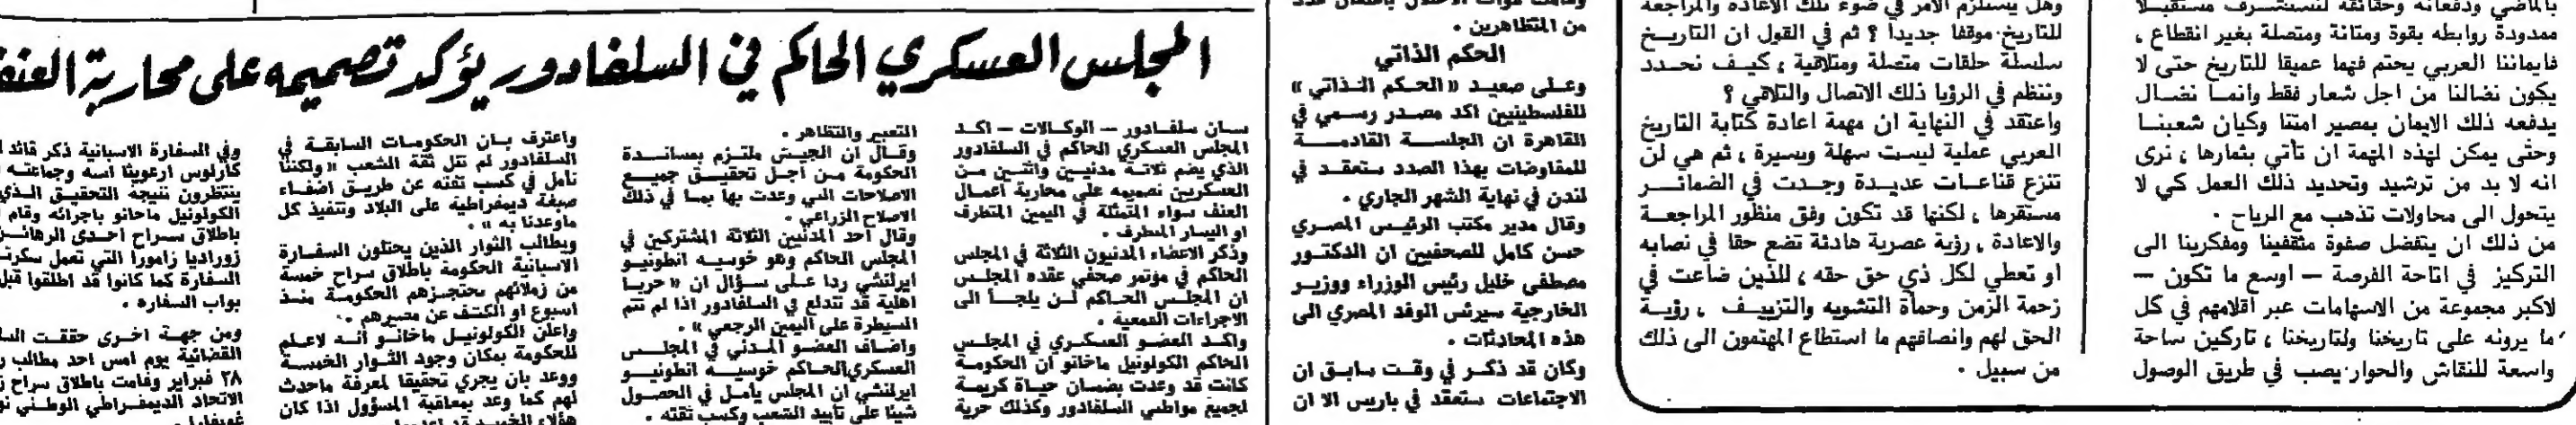 بالماضي ودفعاته وحقائقه لنستشرف مستقبلا
ممدودة روابطه بقوة ومتانة ومتصلة بغير انقطاع ،
فايماننا العربي يحتم فهما عميقا للتاريخ حتى لا
يكون نضالنا من اجل شعار فقط وانما نضال
يدفعه ذلك الايمان بمصير امتنا وكيان شعبنا
وحتى يمكن لهذه المهمة ان تأتي بثمارها ، نرى
انه لا بد من ترشيد وتحديد ذلك العمل كي لا
يتحول الى محاولات تذهب مع الرياح .
من ذلك ان يتفضل صفوة مثقفينا ومفكرينا الى
التركيز في اتاحة الفرصة — اوسع ما تكون —
لاكبر مجموعة من الاسهامات عبر اقلامهم في كل
ما يرونه على تاريخنا ولتاريخنا ، تاركين ساحة
واسعة للنقاش والحوار يصب في طريق الوصول
وهل يستلزم الامر في ضوء تلك الاعادة والمراجعة
للتاريخ موقفا جديدا ؟ ثم في القول ان التاريخ
سلسلة حلقات متصلة ومتلاقية ، كيف نحدد
وننظم في الرؤيا ذلك الاتصال والتلاقي ؟
واعتقد في النهاية ان مهمة اعادة كتابة التاريخ
العربي عملية ليست سهلة ويسيرة ، ثم هي لن
تنزع قناعات عديدة وجدت في الضمائر
مستقرها ، لكنها قد تكون وفق منظور المراجعة
والاعادة ، رؤية عصرية هادئة تضع حقا في نصابه
او تعطي لكل ذي حق حقه ، للذين ضاعت في
زحمة الزمن وحمأة التشويه والتزييف ، رؤية
الحق لهم وانصافهم ما استطاع المهتمون الى ذلك
من سبيل .
وقامت قوات الاحتلال باعتقال عدد
من المتظاهرين .
الحكم الذاتي
وعلى صعيد « الحكم الذاتي »
للفلسطينيين اكد مصدر رسمي في
القاهرة ان الجلسة القادمة
للمفاوضات بهذا الصدد ستعقد في
لندن في نهاية الشهر الجاري .
وقال مدير مكتب الرئيس المصري
حسن كامل للصحفيين ان الدكتور
مصطفى خليل رئيس الوزراء ووزير
الخارجية سيرئس الوفد المصري الى
هذه المحادثات .
وكان قد ذكر في وقت سابق ان
الاجتماعات ستعقد في باريس الا ان
المجلس العسكري الحاكم في السلفادور يؤكد تصميمه على محاربة العنف
سان سلفادور — الوكالات — اكد
المجلس العسكري الحاكم في السلفادور
الذي يضم ثلاثة مدنيين واثنين من
العسكريين تصميمه على محاربة اعمال
العنف سواء المتمثلة في اليمين المتطرف
او اليسار المتطرف .
وذكر الاعضاء المدنيون الثلاثة في المجلس
الحاكم في مؤتمر صحفي عقده المجلس
ان المجلس الحاكم لن يلجأ الى
الاجراءات القمعية .
واكد العضو العسكري في المجلس
الحاكم الكولونيل ماخانو ان الحكومة
كانت قد وعدت بضمان حياة كريمة
لجميع مواطني السلفادور وكذلك حرية
التعبير والتظاهر .
وقال ان الجيش ملتزم بمساندة
الحكومة من اجل تحقيق جميع
الاصلاحات التي وعدت بها بما في ذلك
الاصلاح الزراعي .
وقال احد المدنيين الثلاثة المشتركين في
المجلس الحاكم وهو خوسيه انطونيو
ايرلنتشي ردا على سؤال ان « حربا
اهلية قد تندلع في السلفادور اذا لم تتم
السيطرة على اليمين الرجعي » .
واضاف العضو المدني في المجلس
العسكري الحاكم خوسيه انطونيو
ايرلنتشي ان المجلس يأمل في الحصول
شيئا على تأييد الشعب وكسب ثقته .
واعترف بان الحكومات السابقة في
السلفادور لم تنل ثقة الشعب « ولكننا
نأمل في كسب ثقته عن طريق اضفاء
صبغة ديمقراطية على البلاد وتنفيذ كل
ماوعدنا به » .
ويطالب الثوار الذين يحتلون السفارة
الاسبانية الحكومة باطلاق سراح خمسة
من زملائهم تحتجزهم الحكومة منذ
اسبوع او الكشف عن مصيرهم .
واعلن الكولونيل ماخانو أنه لاعلم
للحكومة بمكان وجود الثوار الخمسة
ووعد بان يجري تحقيقا لمعرفة ماحدث
لهم كما وعد بمعاقبة المسؤول اذا كان
هؤلاء
وفي السفارة الاسبانية ذكر قائد
كارلوس ارغويتا انه وجماعته
ينتظرون نتيجة التحقيق الذي
الكولونيل ماخانو باجرائه وقام
باطلاق سراح احدى الرهائن
زوراديا زامورا التي تعمل
السفارة كما كانوا قد اطلقوا قبل
بواب السفارة .
ومن جهة اخرى حققت
القضائية يوم امس احد مطالب
٢٨ فبراير وقامت باطلاق سراح
الاتحاد الديمقراطي الوطني